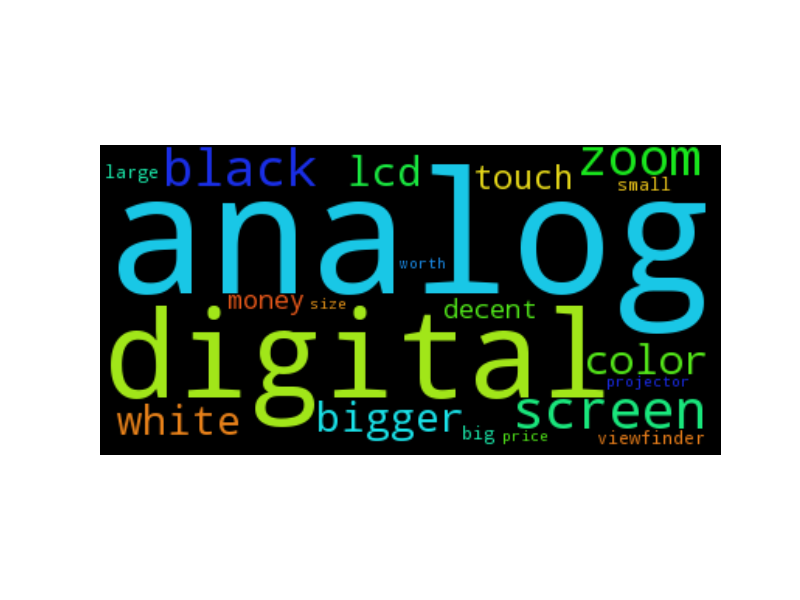 large black lcd touch zoom
small
analog
worth
money size decent
digital
color
projector
white bigger screen
big price viewfinder